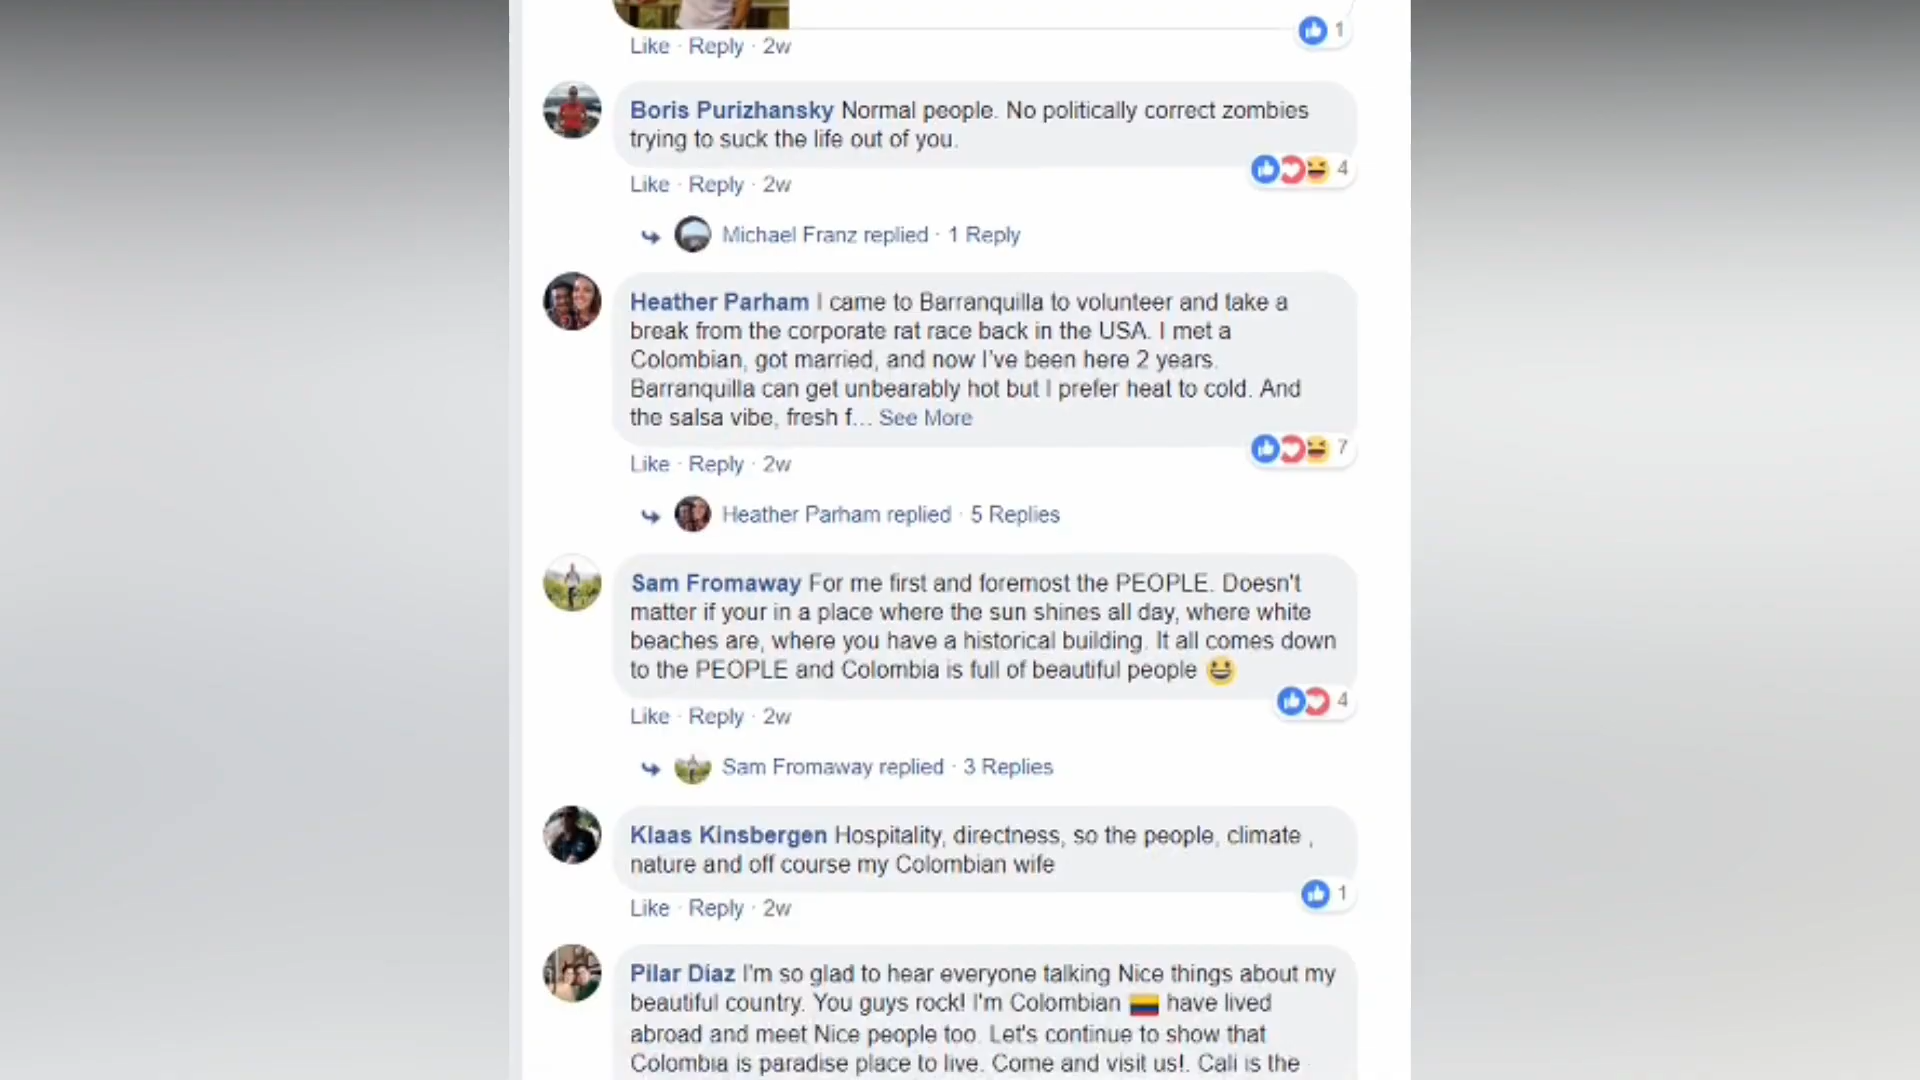 Like · Reply · 2w
1
Boris Purizhansky Normal people. No politically correct zombies
trying to suck the life out of you.
4
Like · Reply · 2w
Michael Franz replied · 1 Reply
Heather Parham I came to Barranquilla to volunteer and take a
break from the corporate rat race back in the USA. I met a
Colombian, got married, and now I've been here 2 years.
Barranquilla can get unbearably hot but I prefer heat to cold. And
the salsa vibe, fresh f... See More
7
Like · Reply · 2w
Heather Parham replied · 5 Replies
Sam Fromaway For me first and foremost the PEOPLE. Doesn't
matter if your in a place where the sun shines all day, where white
beaches are, where you have a historical building. It all comes down
to the PEOPLE and Colombia is full of beautiful people
4
Like · Reply · 2w
Sam Fromaway replied · 3 Replies
Klaas Kinsbergen Hospitality, directness, so the people, climate ,
nature and off course my Colombian wife
1
Like · Reply · 2w
Pilar Díaz I'm so glad to hear everyone talking Nice things about my
beautiful country. You guys rock! I'm Colombian 🇨🇴 have lived
abroad and meet Nice people too. Let's continue to show that
Colombia is paradise place to live. Come and visit us!. Cali is the